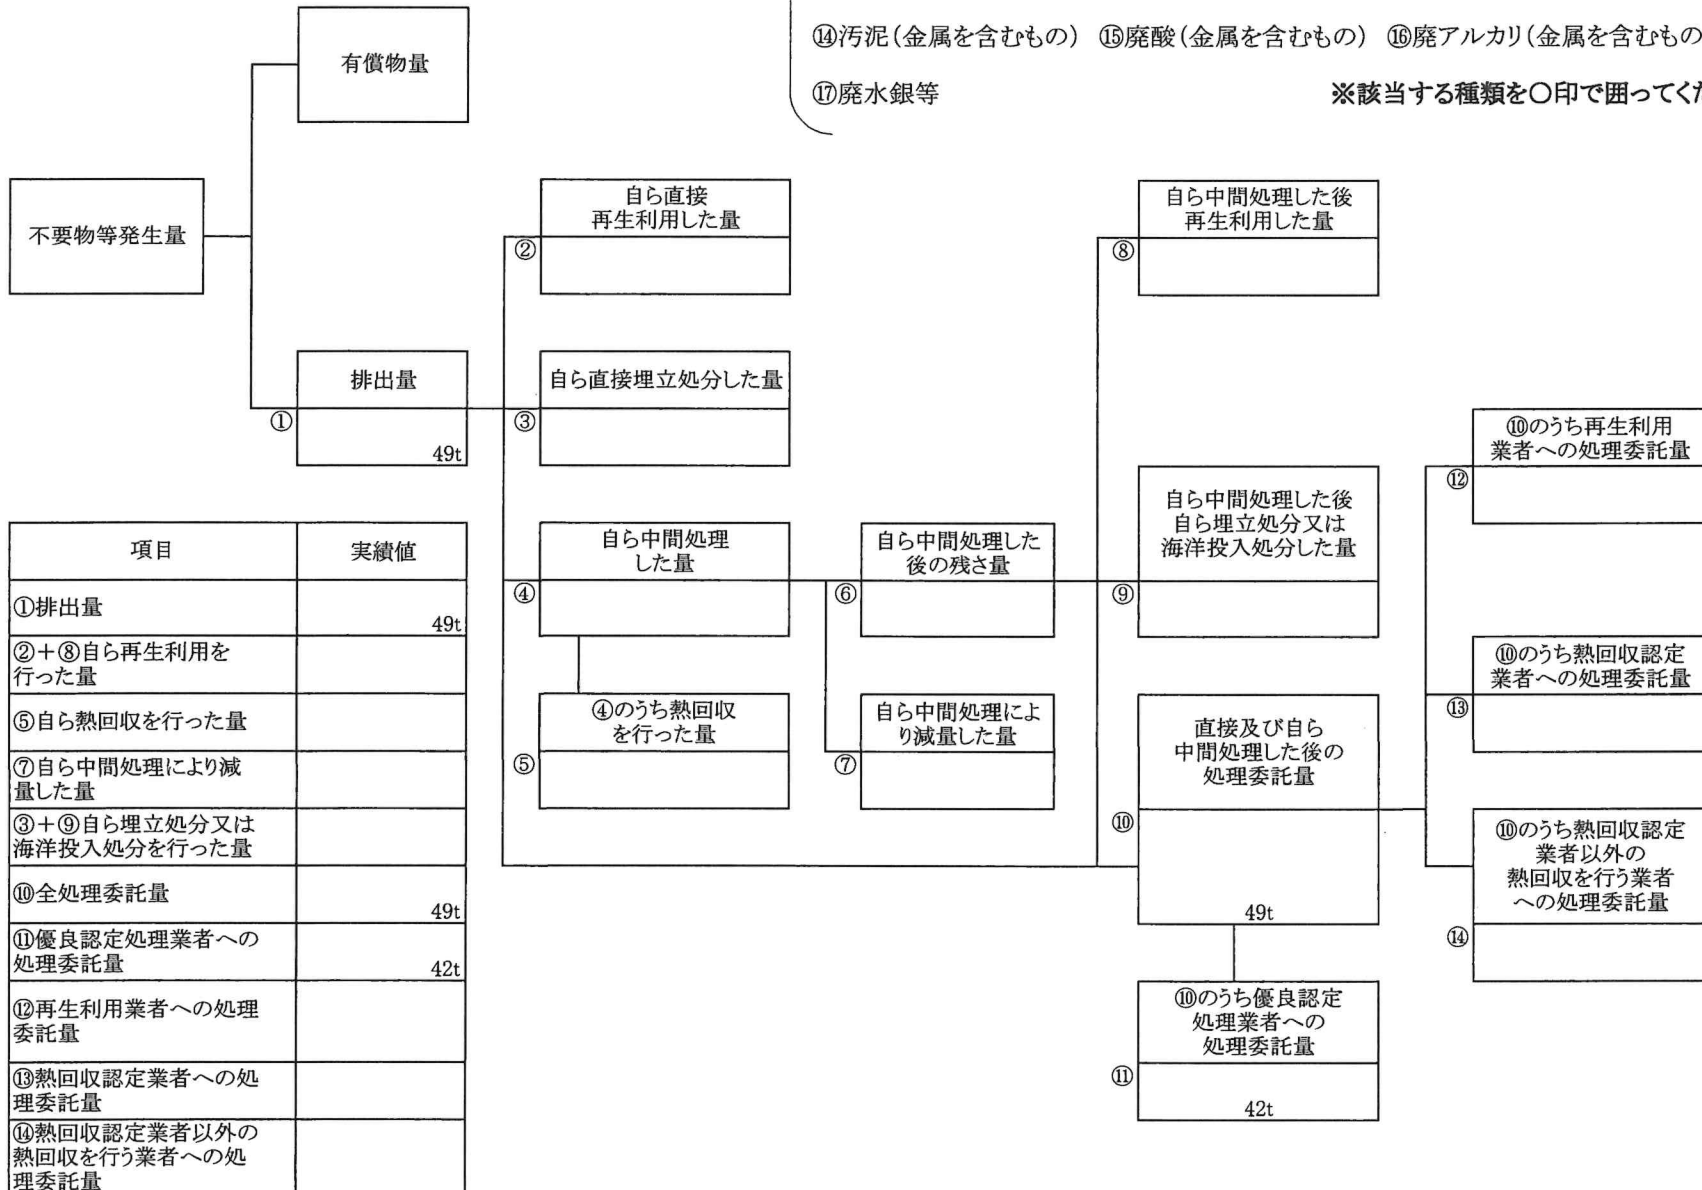 ⑭汚泥(金属を含むもの) ⑮廃酸(金属を含むもの) ⑯廃アルカリ(金属を含むもの
⑰廃水銀等
※該当する種類を〇印で囲ってくだ
有償物量
不要物等発生量
自ら直接
再生利用した量
②
自ら中間処理した後
再生利用した量
⑧
排出量
①
49t
自ら直接埋立処分した量
③
⑩のうち再生利用
業者への処理委託量
⑫
自ら中間処理
した量
④
自ら中間処理した
後の残さ量
⑥
自ら中間処理した後
自ら埋立処分又は
海洋投入処分した量
⑨
⑩のうち熱回収認定
業者への処理委託量
⑬
④のうち熱回収
を行った量
⑤
自ら中間処理によ
り減量した量
⑦
直接及び自ら
中間処理した後の
処理委託量
⑩
49t
⑩のうち熱回収認定
業者以外の
熱回収を行う業者
への処理委託量
⑭
⑩のうち優良認定
処理業者への
処理委託量
⑪
42t
項目 実績値
①排出量
49t
②+⑧自ら再生利用を
行った量
⑤自ら熱回収を行った量
⑦自ら中間処理により減
量した量
③+⑨自ら埋立処分又は
海洋投入処分を行った量
⑩全処理委託量
49t
⑪優良認定処理業者への
処理委託量
42t
⑫再生利用業者への処理
委託量
⑬熱回収認定業者への処
理委託量
⑭熱回収認定業者以外の
熱回収を行う業者への処
理委託量